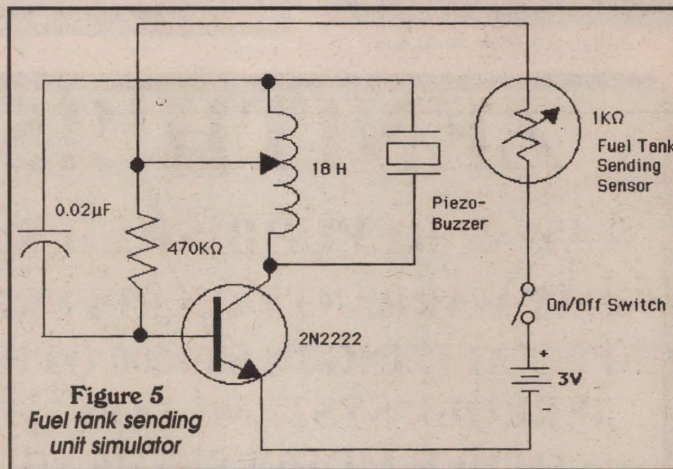 1KΩ
Fuel Tank
Sending
Sensor
18 H
Piezo-
Buzzer
0.02µF
470KΩ
On/Off Switch
2N2222
+
3V
-
Figure 5
Fuel tank sending
unit simulator